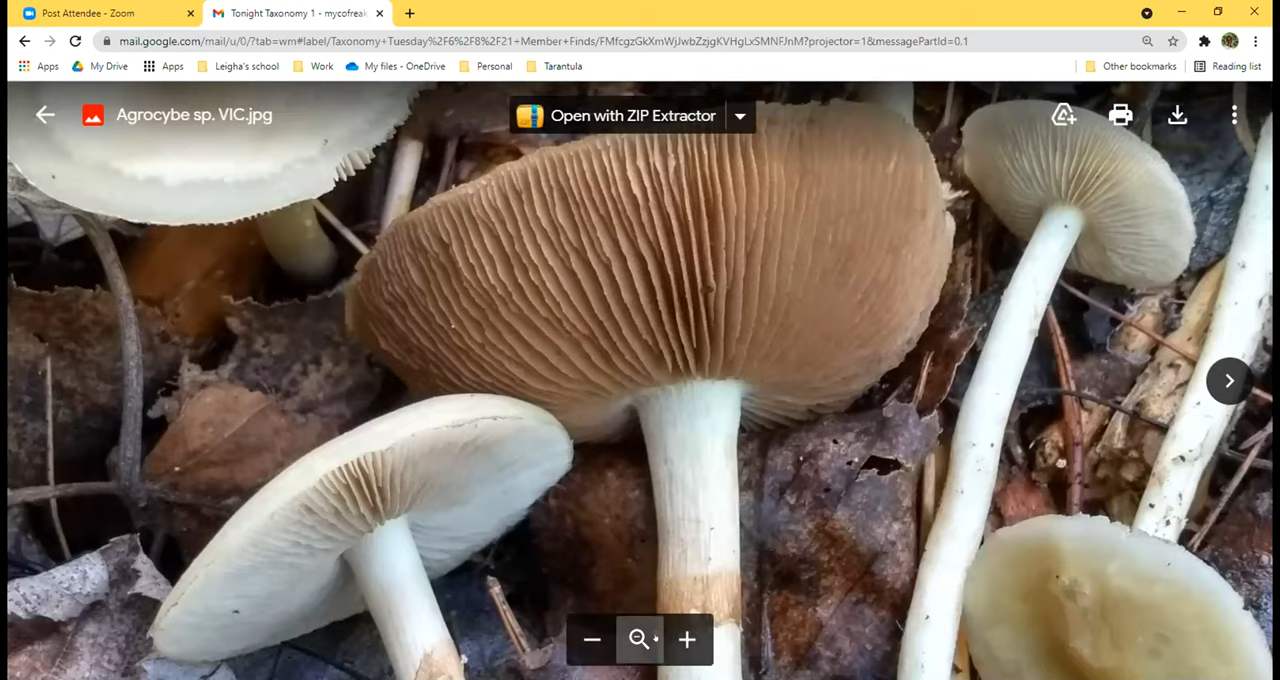 Post Attendee - Zoom
Tonight Taxonomy 1 - mycofreak
mail.google.com/mail/u/0/?tab=wm#label/Taxonomy+Tuesday%2F6%2F8%2F21+Member+Finds/FMfcgzGkXmWjJwbZzjgKVHgLxSMNFJnM?projector=1&messagePartId=0.1
Apps My Drive Apps Leigha's school Work My files - OneDrive Personal Tarantula Other bookmarks Reading list
Agrocybe sp. VIC.jpg
Open with ZIP Extractor